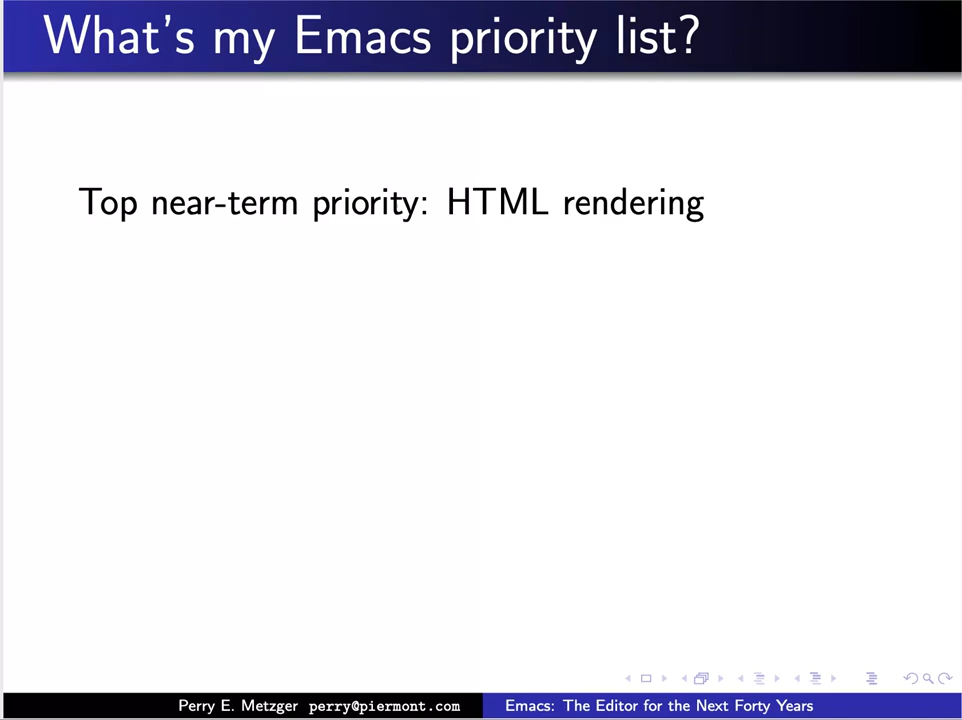 What's my Emacs priority list?
Top near-term priority: HTML rendering
Perry E. Metzger perry@piermont.com
Emacs: The Editor for the Next Forty Years